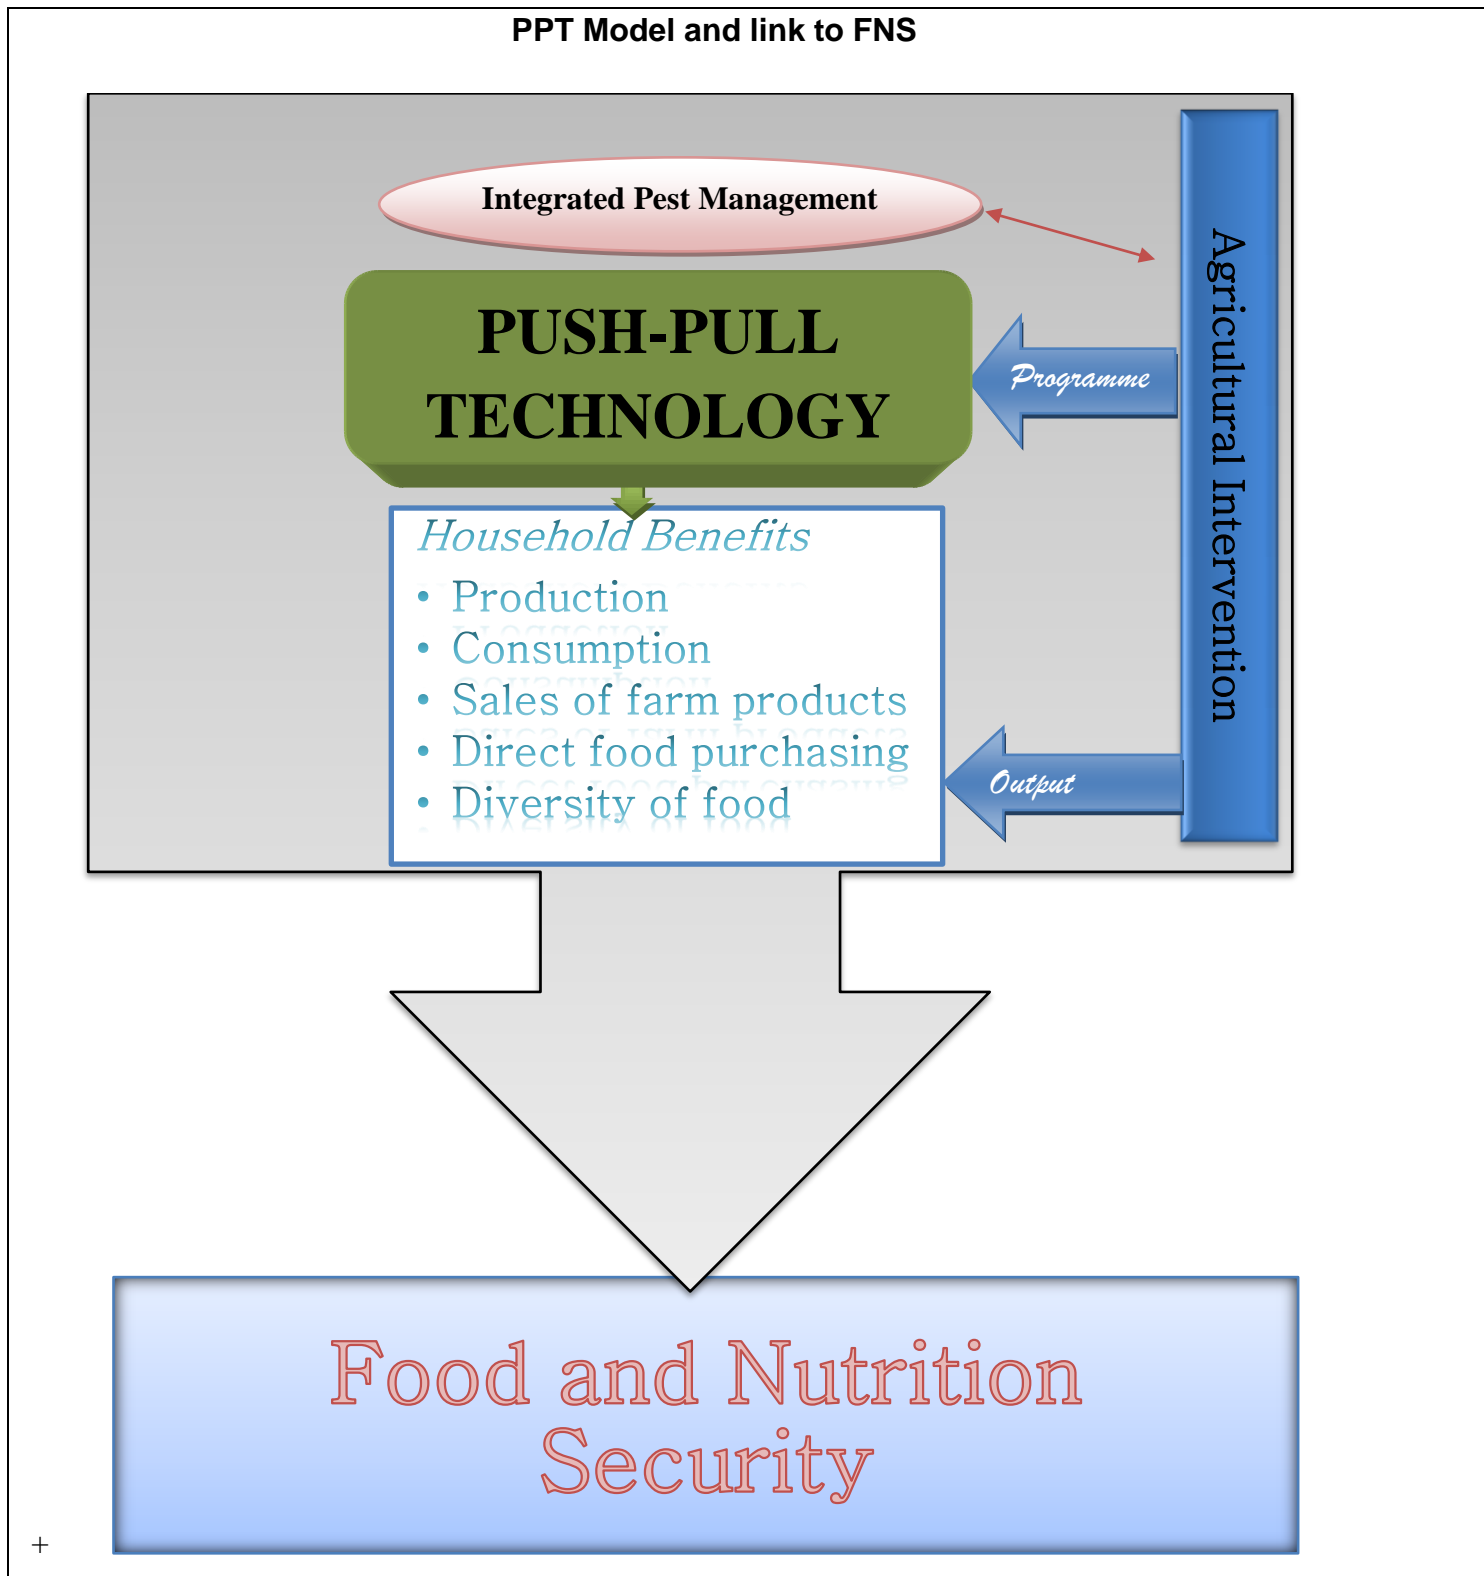 PPT Model and link to FNS
Integrated Pest Management
PUSH-PULL
TECHNOLOGY
Programme
Agricultural Intervention
Household Benefits
• Production
• Consumption
• Sales of farm products
• Direct food purchasing
• Diversity of food
Output
Food and Nutrition
Security
+